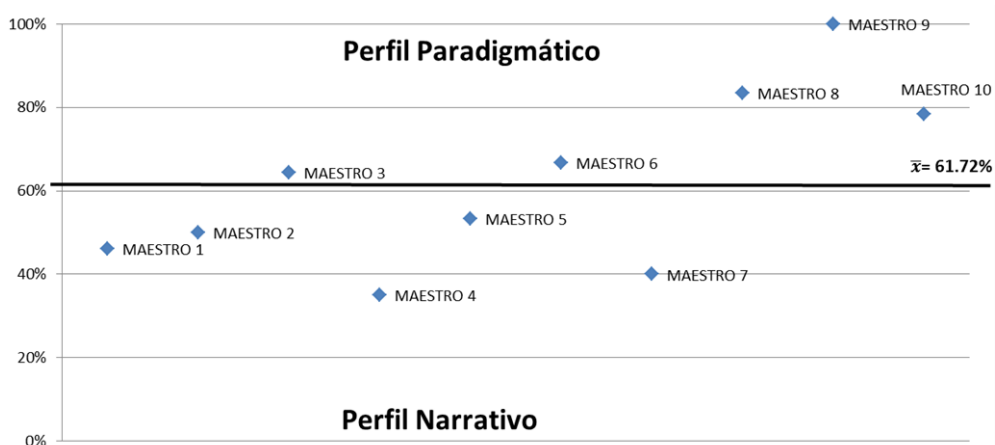 100%
MAESTRO 9
Perfil Paradigmático
MAESTRO 8
MAESTRO 10
80%
MAESTRO 3
MAESTRO 6
x̅= 61.72%
60%
MAESTRO 1
MAESTRO 2
MAESTRO 5
40%
MAESTRO 4
MAESTRO 7
20%
Perfil Narrativo
0%